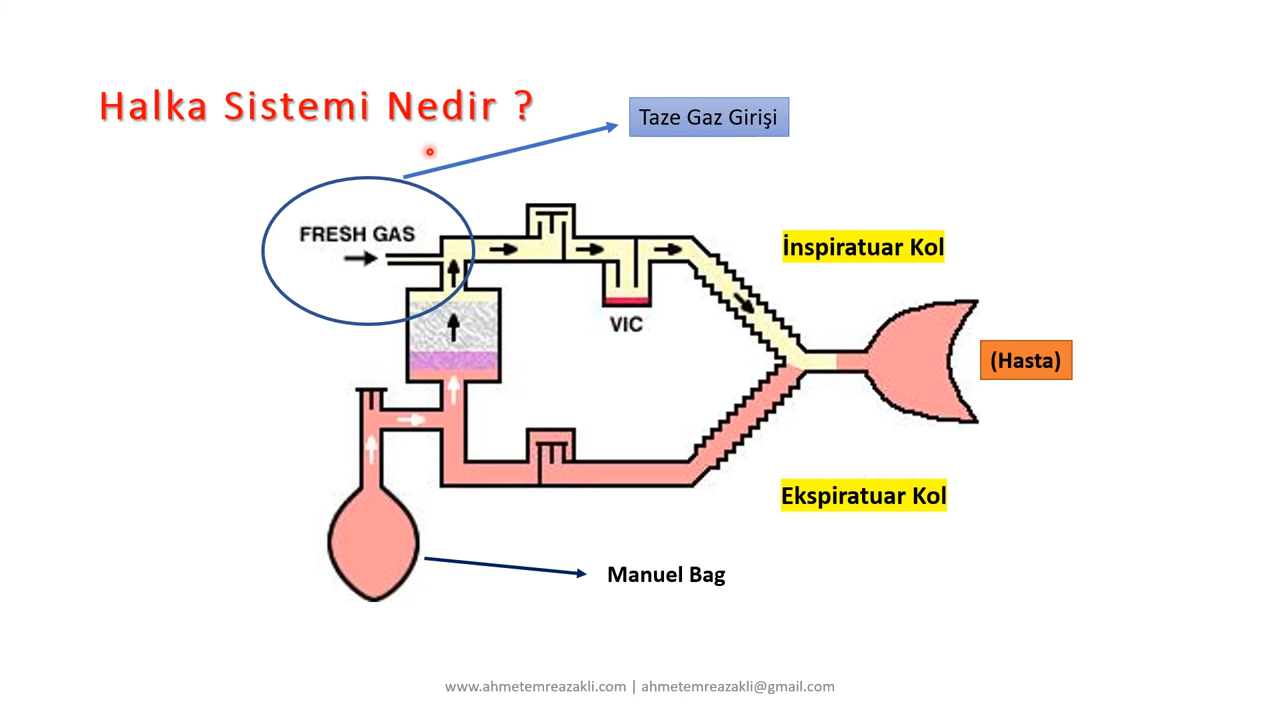 Halka Sistemi Nedir ?
Taze Gaz Girişi
FRESH GAS
İnspiratuar Kol
VIC
(Hasta)
Ekspiratuar Kol
Manuel Bag
www.ahmetemreazakli.com | ahmetemreazakli@gmail.com